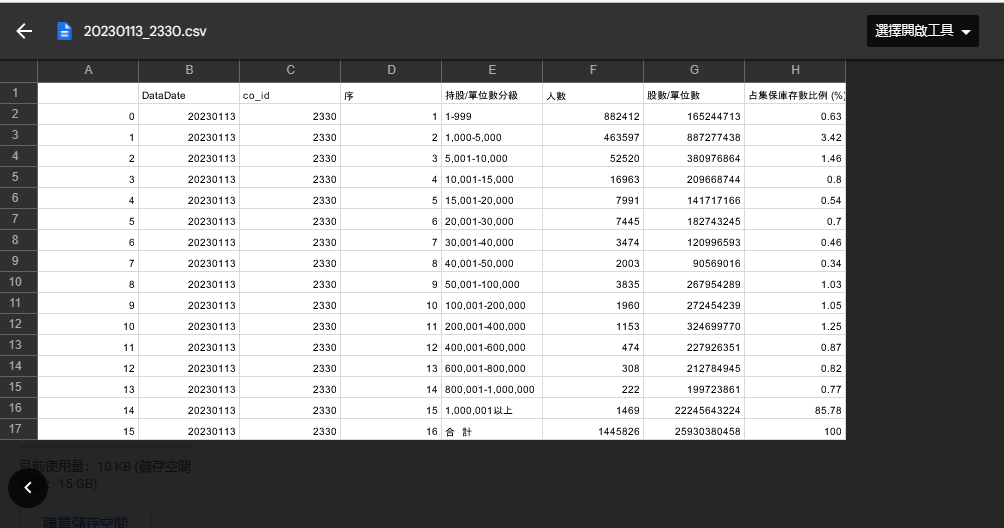 20230113_2330.csv
選擇開啟工具
A B C D E F G H
1 DataDate co_id 序 持股/單位數分級 人數 股數/單位數 占集保庫存數比例 (%)
2 0 20230113 2330 1 1-999 882412 165244713 0.63
3 1 20230113 2330 2 1,000-5,000 463597 887277438 3.42
4 2 20230113 2330 3 5,001-10,000 52520 380976864 1.46
5 3 20230113 2330 4 10,001-15,000 16963 209668744 0.8
6 4 20230113 2330 5 15,001-20,000 7991 141717166 0.54
7 5 20230113 2330 6 20,001-30,000 7445 182743245 0.7
8 6 20230113 2330 7 30,001-40,000 3474 120996593 0.46
9 7 20230113 2330 8 40,001-50,000 2003 90569016 0.34
10 8 20230113 2330 9 50,001-100,000 3835 267954289 1.03
11 9 20230113 2330 10 100,001-200,000 1960 272454239 1.05
12 10 20230113 2330 11 200,001-400,000 1153 324699770 1.25
13 11 20230113 2330 12 400,001-600,000 474 227926351 0.87
14 12 20230113 2330 13 600,001-800,000 308 212784945 0.82
15 13 20230113 2330 14 800,001-1,000,000 222 199723861 0.77
16 14 20230113 2330 15 1,000,001以上 1469 22245643224 85.78
17 15 20230113 2330 16 合 計 1445826 25930380458 100
目前使用量：10 KB (儲存空間
：15 GB)
購買儲存空間